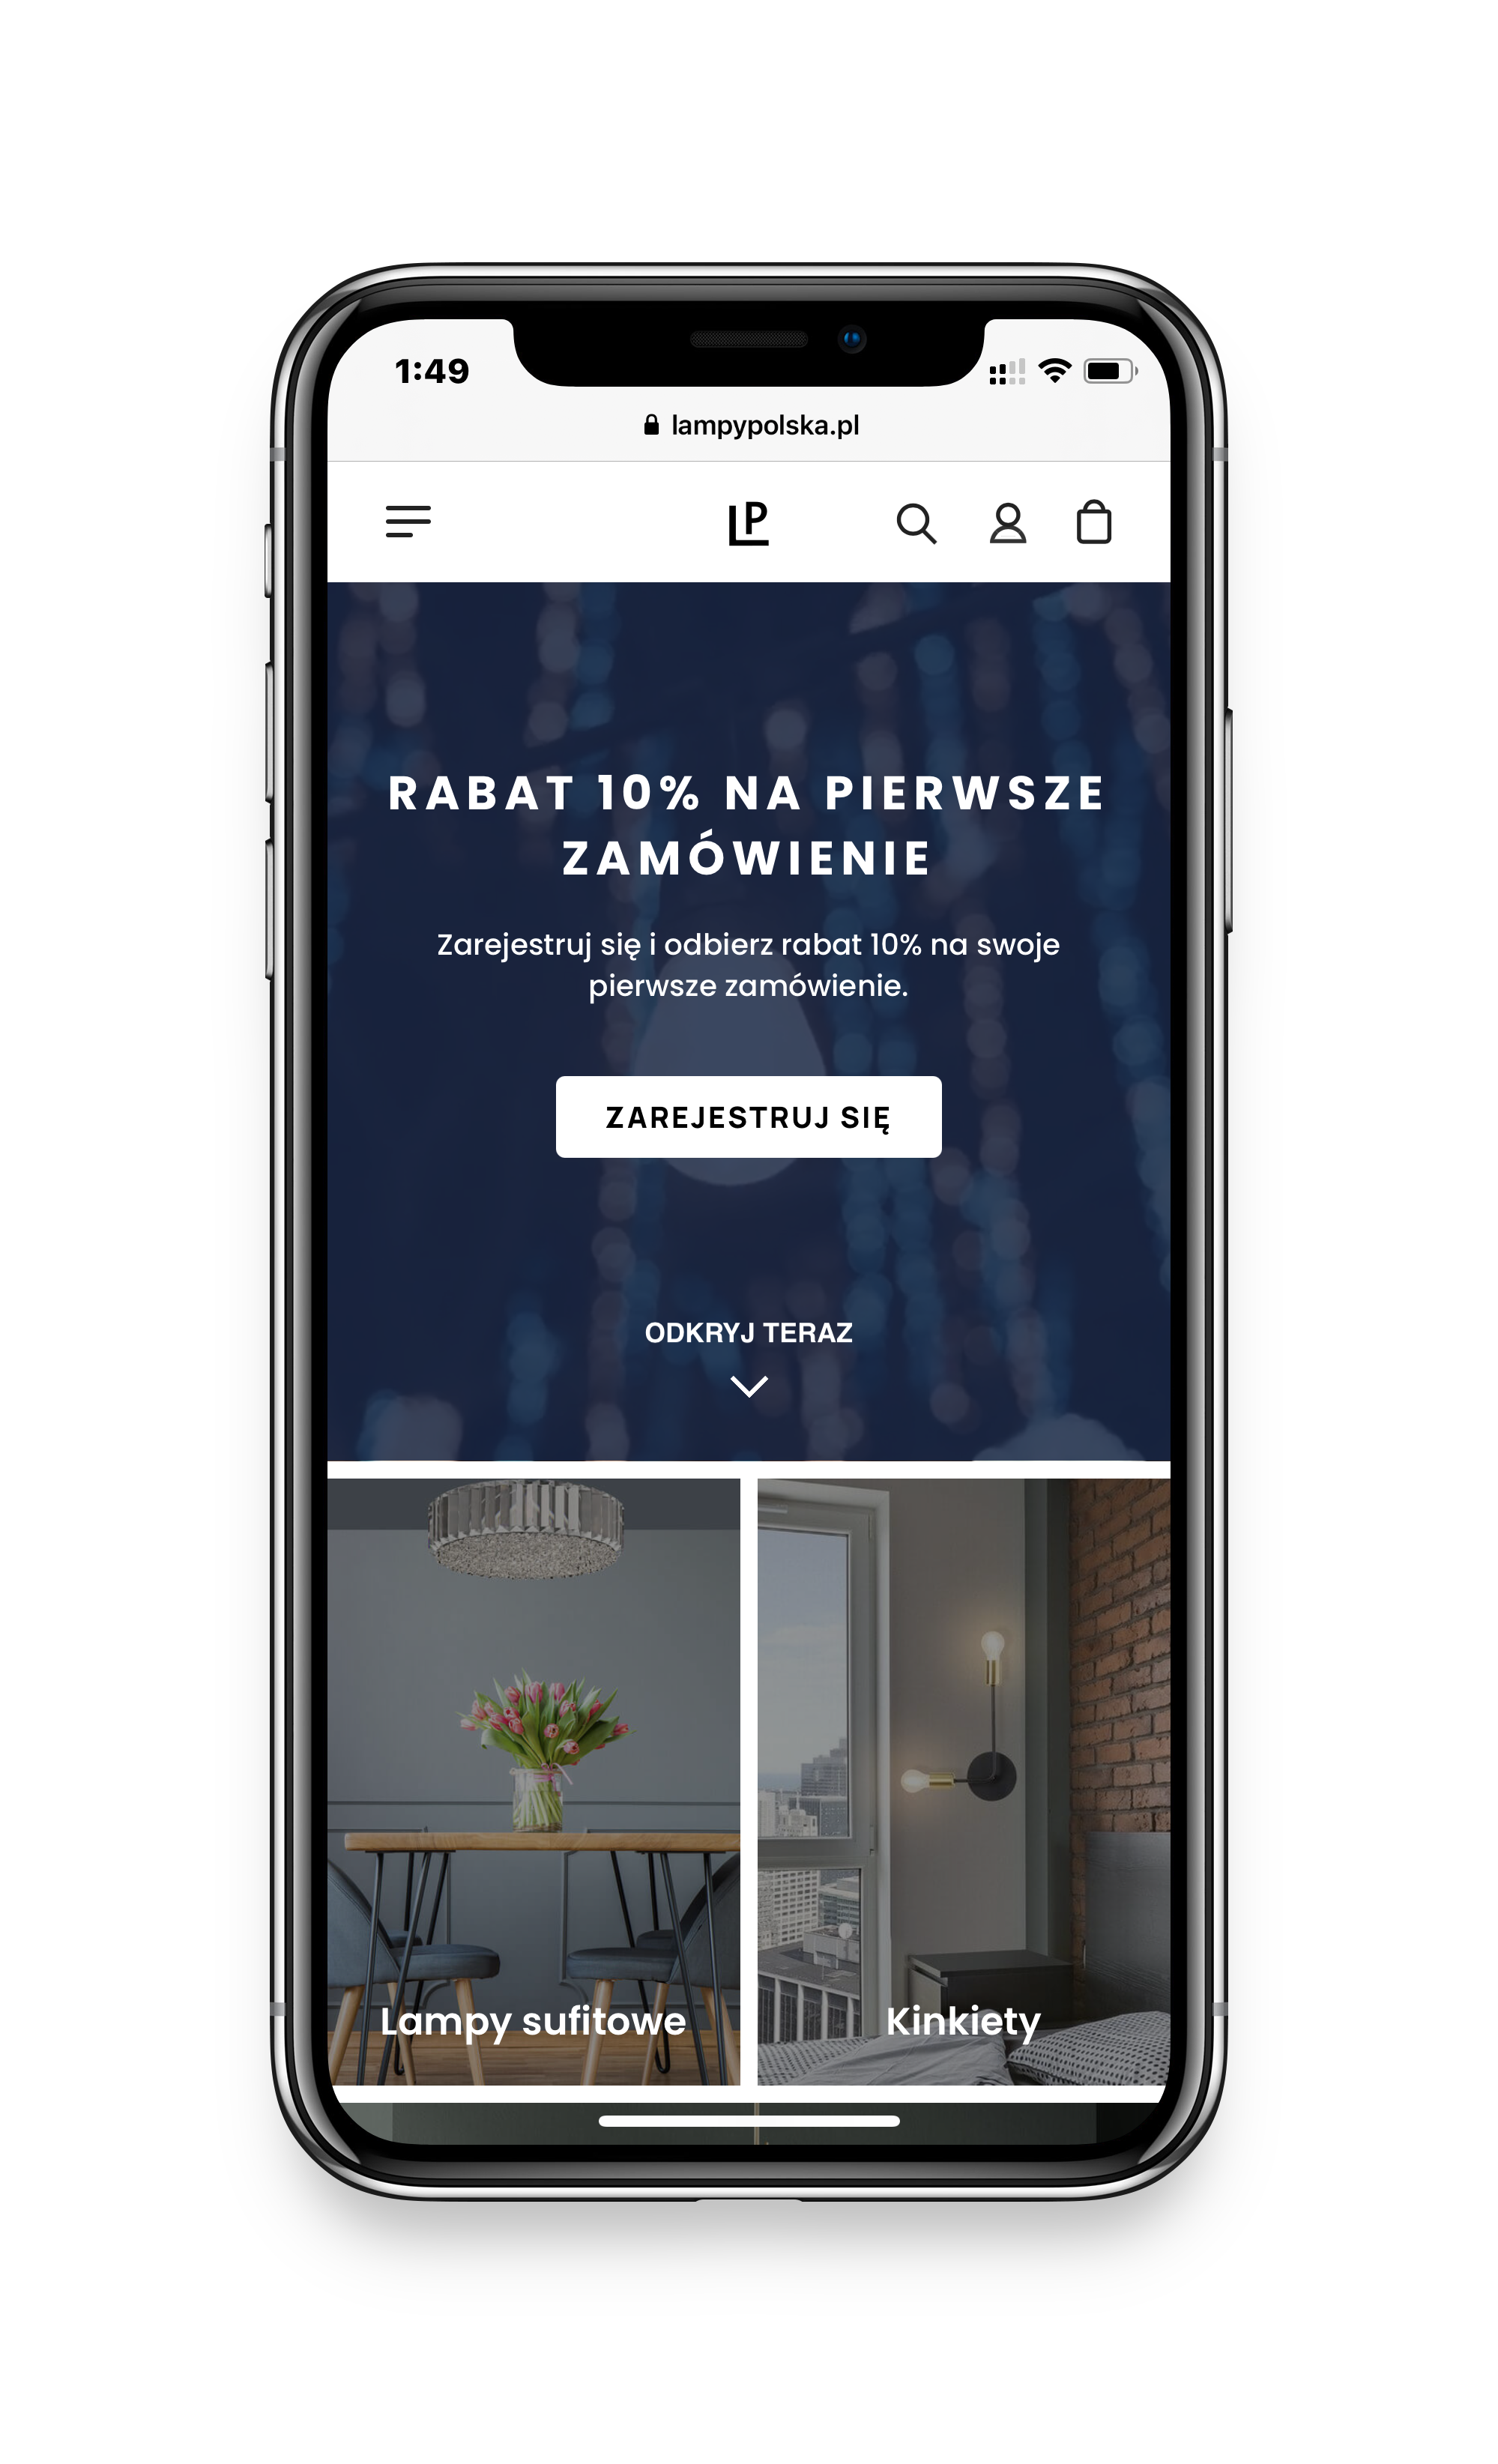 1:49
lampypolska.pl
LP
RABAT 10% NA PIERWSZE
ZAMÓWIENIE
Zarejestruj się i odbierz rabat 10% na swoje
pierwsze zamówienie.
ZAREJESTRUJ SIĘ
ODKRYJ TERAZ
Lampy sufitowe
Kinkiety